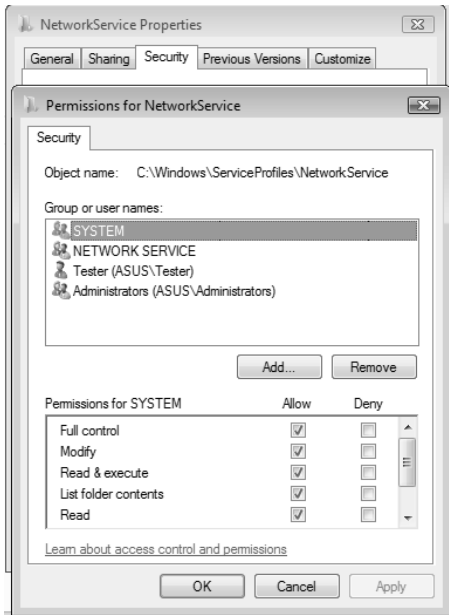 NetworkService Properties
General Sharing Security Previous Versions Customize
Permissions for NetworkService
Security
Object name: C:\Windows\ServiceProfiles\NetworkService
Group or user names:
SYSTEM
NETWORK SERVICE
Tester (ASUS\Tester)
Administrators (ASUS\Administrators)
Add... Remove
Permissions for SYSTEM Allow Deny
Full control
Modify
Read & execute
List folder contents
Read
Learn about access control and permissions
OK Cancel Apply